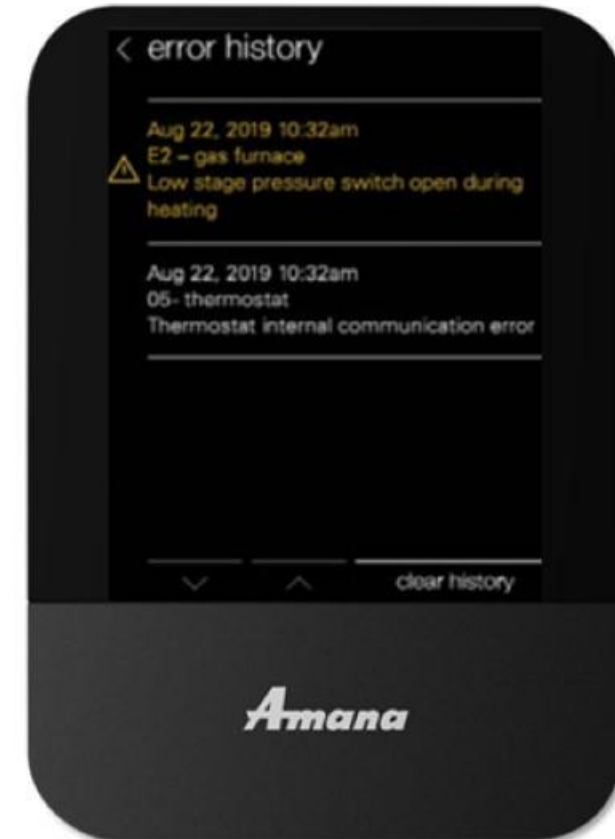 < error history
Aug 22, 2019 10:32am
E2 – gas furnace
Low stage pressure switch open during
heating
Aug 22, 2019 10:32am
05- thermostat
Thermostat internal communication error
clear history
Amana